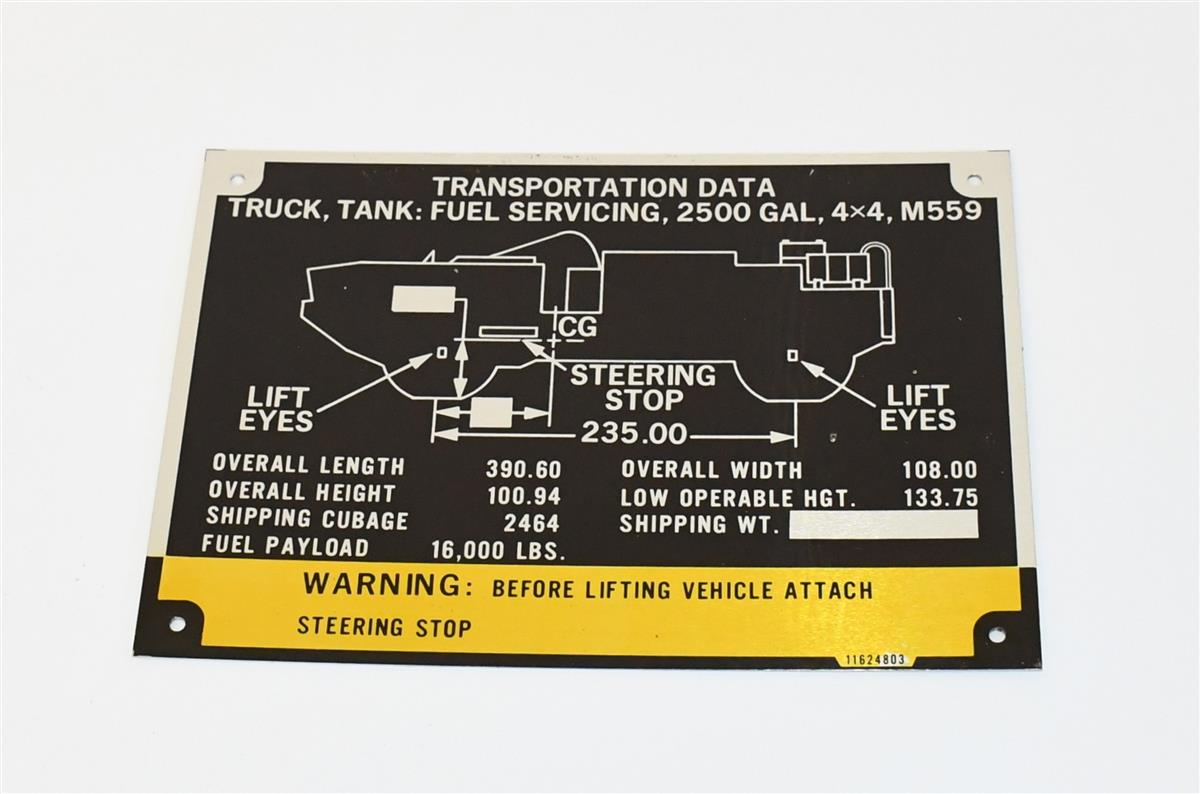 TRANSPORTATION DATA
TRUCK, TANK: FUEL SERVICING, 2500 GAL, 4×4, M559
CG
STEERING
STOP
LIFT
EYES
LIFT
EYES
235.00
OVERALL LENGTH 390.60 OVERALL WIDTH 108.00
OVERALL HEIGHT 100.94 LOW OPERABLE HGT. 133.75
SHIPPING CUBAGE 2464 SHIPPING WT.
FUEL PAYLOAD 16,000 LBS.
WARNING: BEFORE LIFTING VEHICLE ATTACH
STEERING STOP
11624803